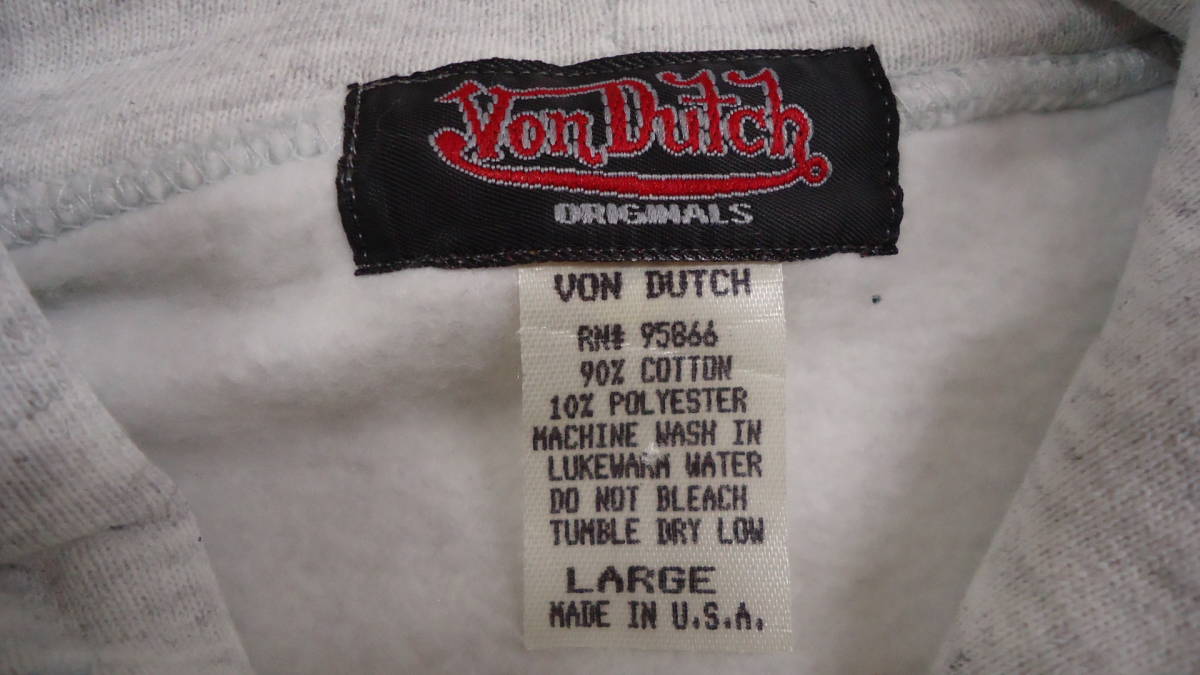 Von Dutch
ORIGINALS
VON DUTCH
RN# 95866
90% COTTON
10% POLYESTER
MACHINE WASH IN
LUKEWARM WATER
DO NOT BLEACH
TUMBLE DRY LOW
LARGE
MADE IN U.S.A.